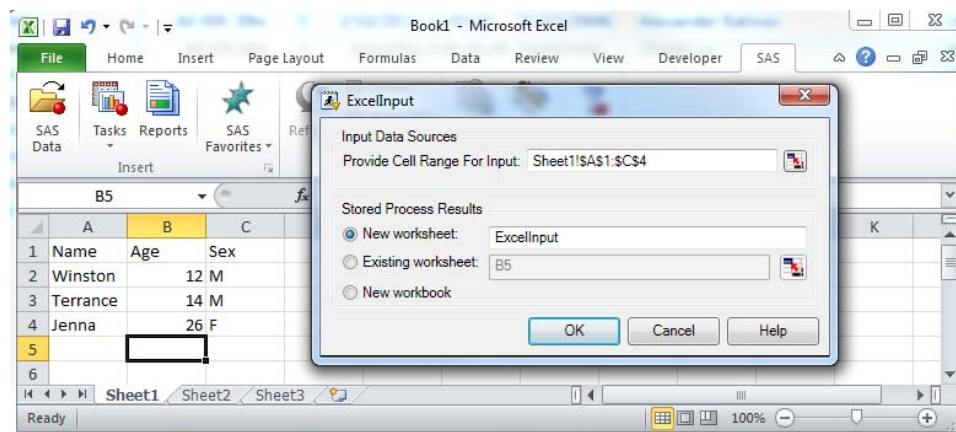 Book1 - Microsoft Excel
File Home Insert Page Layout Formulas Data Review View Developer SAS
SAS Data
Tasks
Reports
SAS Favorites
Ref
Insert
B5
fx
A B C K
1 Name Age Sex
2 Winston 12 M
3 Terrance 14 M
4 Jenna 26 F
5
6
ExcelInput
Input Data Sources
Provide Cell Range For Input: Sheet1!$A$1:$C$4
Stored Process Results
New worksheet: ExcelInput
Existing worksheet: B5
New workbook
OK Cancel Help
Sheet1 Sheet2 Sheet3
Ready 100%